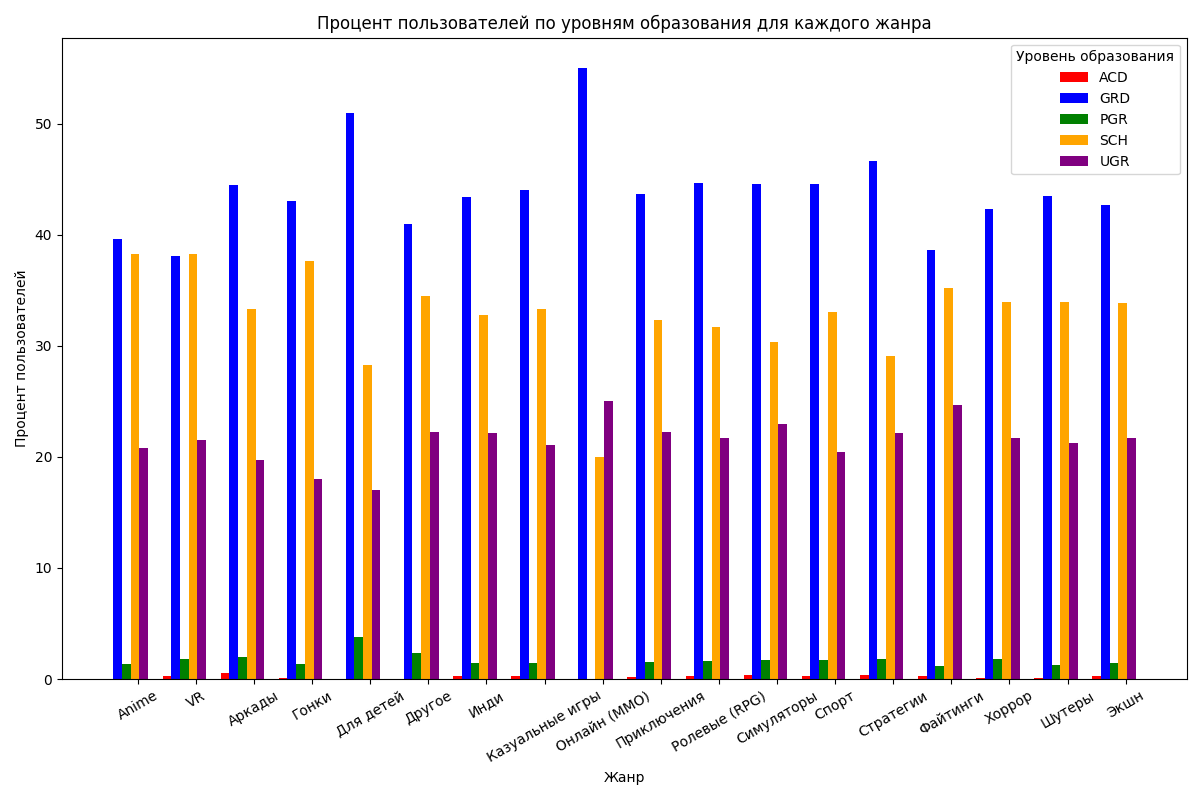 Процент пользователей по уровням образования для каждого жанра
Уровень образования
ACD
GRD
PGR
SCH
UGR
Процент пользователей
50
40
30
20
10
0
Anime
VR
Аркады
Гонки
Для детей
Другое
Инди
Казуальные игры
Онлайн (ММО)
Приключения
Ролевые (RPG)
Симуляторы
Спорт
Стратегии
Файтинги
Хоррор
Шутеры
Экшн
Жанр